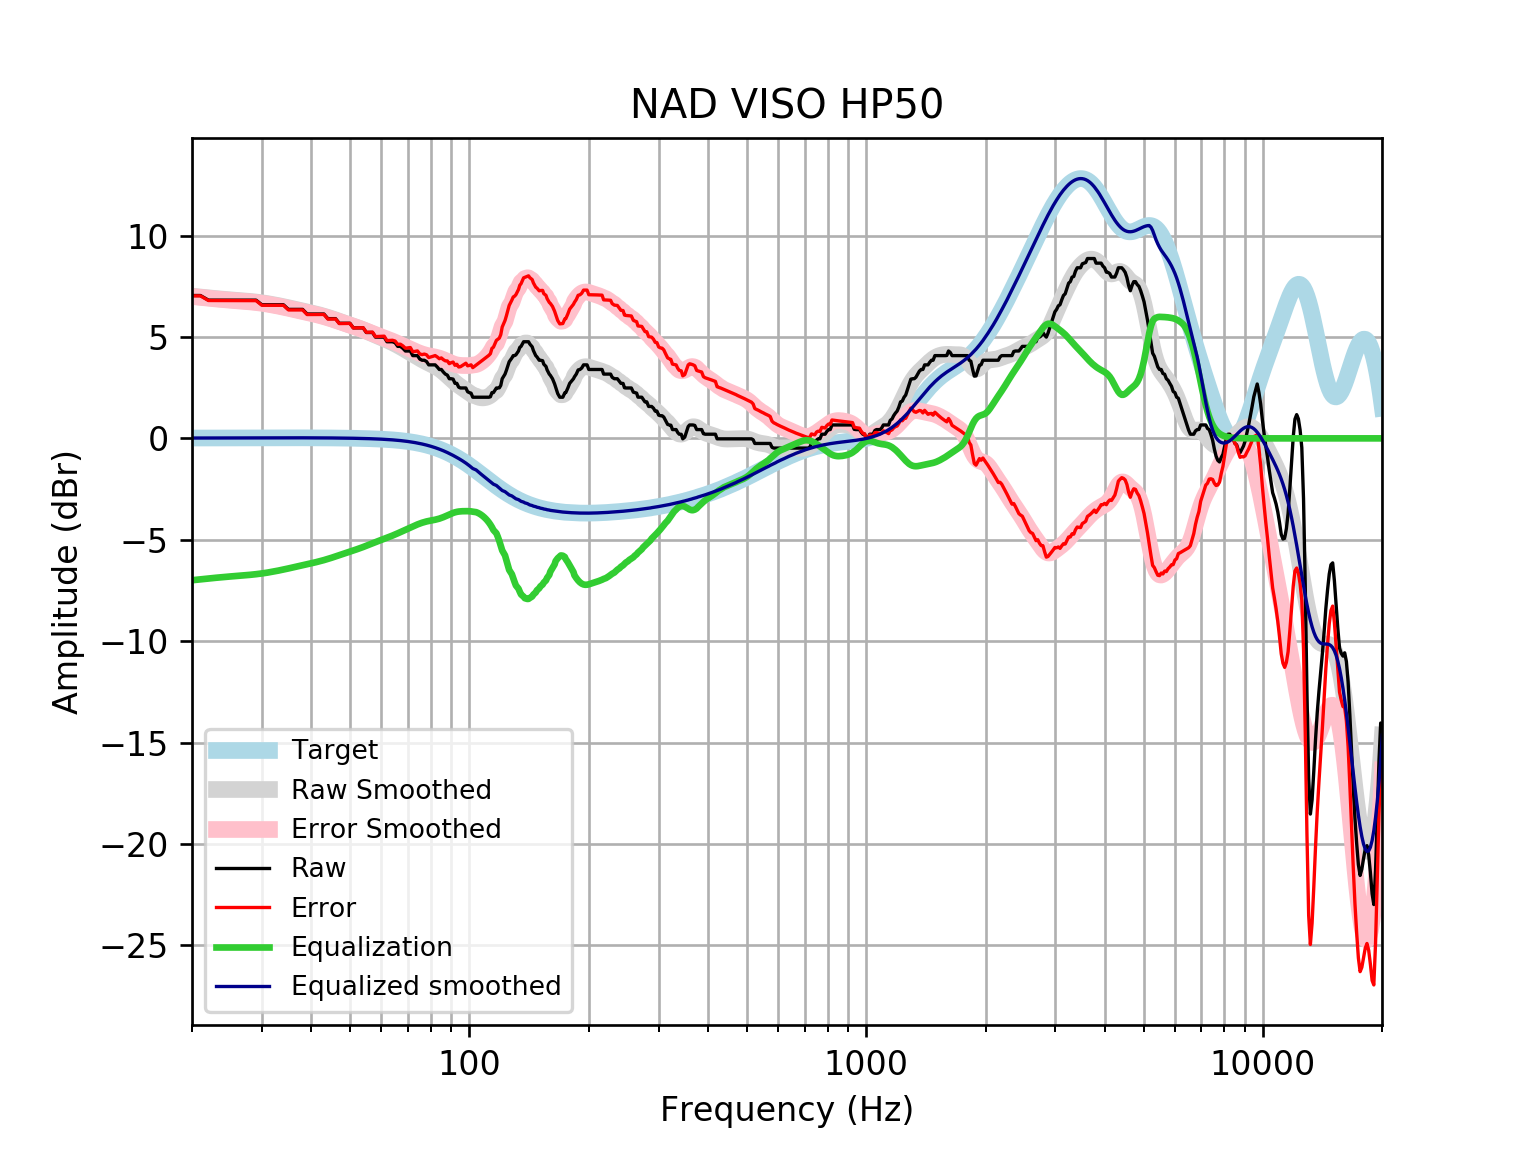 NAD VISO HP50
Amplitude (dBr)
10
5
0
−5
−10
−15
−20
−25
Target
Raw Smoothed
Error Smoothed
Raw
Error
Equalization
Equalized smoothed
100 1000 10000
Frequency (Hz)